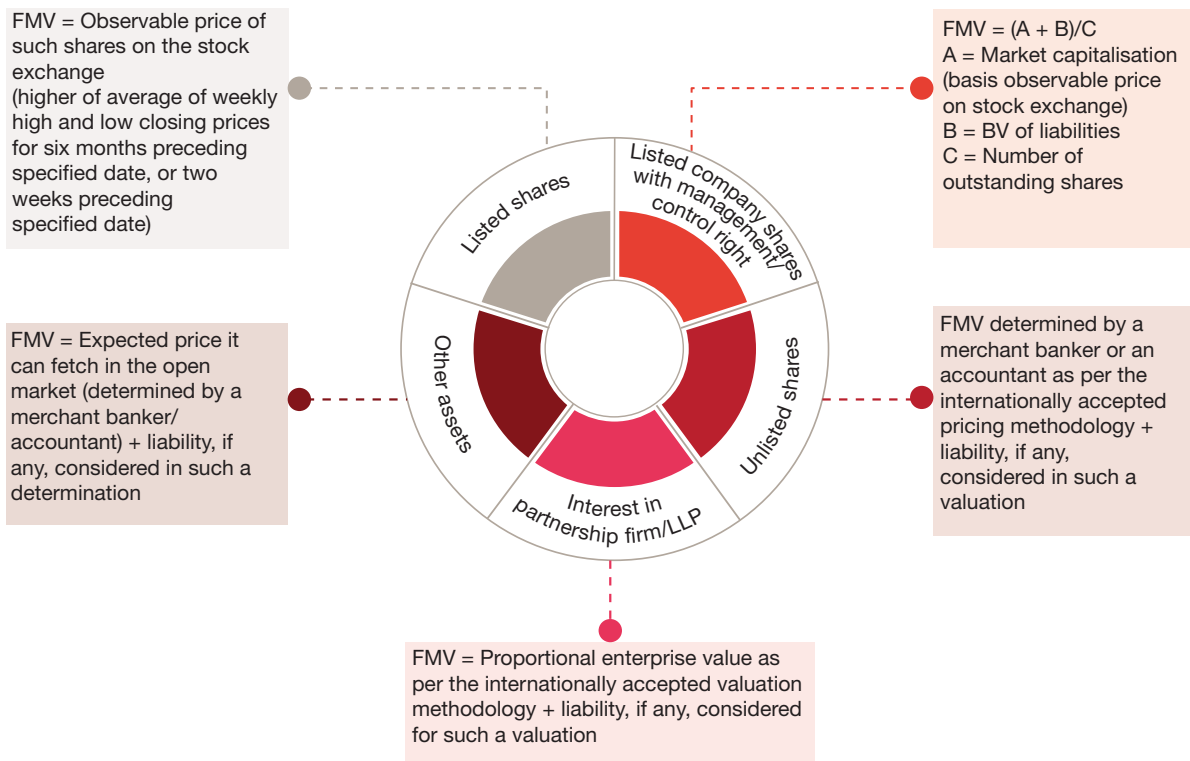 FMV = Observable price of
such shares on the stock
exchange
(higher of average of weekly
high and low closing prices
for six months preceding
specified date, or two
weeks preceding
specified date)
FMV = (A + B)/C
A = Market capitalisation
(basis observable price
on stock exchange)
B = BV of liabilities
C = Number of
outstanding shares
Listed shares
Listed company shares
with management/
control right
Other assets
Unlisted shares
Interest in
partnership firm/LLP
FMV = Expected price it
can fetch in the open
market (determined by a
merchant banker/
accountant) + liability, if
any, considered in such a
determination
FMV determined by a
merchant banker or an
accountant as per the
internationally accepted
pricing methodology +
liability, if any,
considered in such a
valuation
FMV = Proportional enterprise value as
per the internationally accepted valuation
methodology + liability, if any, considered
for such a valuation